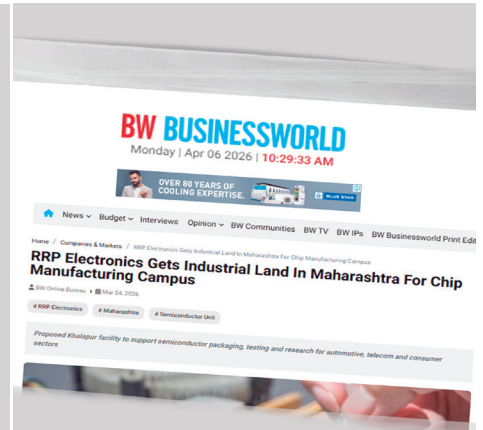 BW BUSINESSWORLD
Monday | Apr 06 2026 | 10:29:33 AM
OVER 80 YEARS OF
COOLING EXPERTISE.
BLUE STAR
News Budget Interviews Opinion BW Communities BW TV BW IPs BW Businessworld Print Edit
Home / Companies & Markets / RRP Electronics Gets Industrial Land In Maharashtra For Chip Manufacturing Campus
RRP Electronics Gets Industrial Land In Maharashtra For Chip
Manufacturing Campus
BW Online Bureau Mar 04, 2026
# RRP Electronics # Maharashtra # Semiconductor Unit
Proposed Khalapur facility to support semiconductor packaging, testing and research for automotive, telecom and consumer
sectors